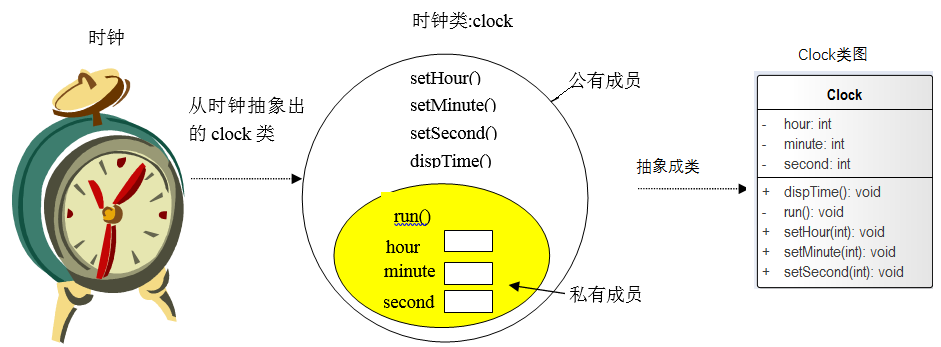 时钟
从时钟抽象出
的 clock 类
时钟类:clock
setHour()
setMinute()
setSecond()
dispTime()
run()
hour
minute
second
公有成员
私有成员
抽象成类
Clock类图
Clock
- hour: int
- minute: int
- second: int
+ dispTime(): void
- run(): void
+ setHour(int): void
+ setMinute(int): void
+ setSecond(int): void